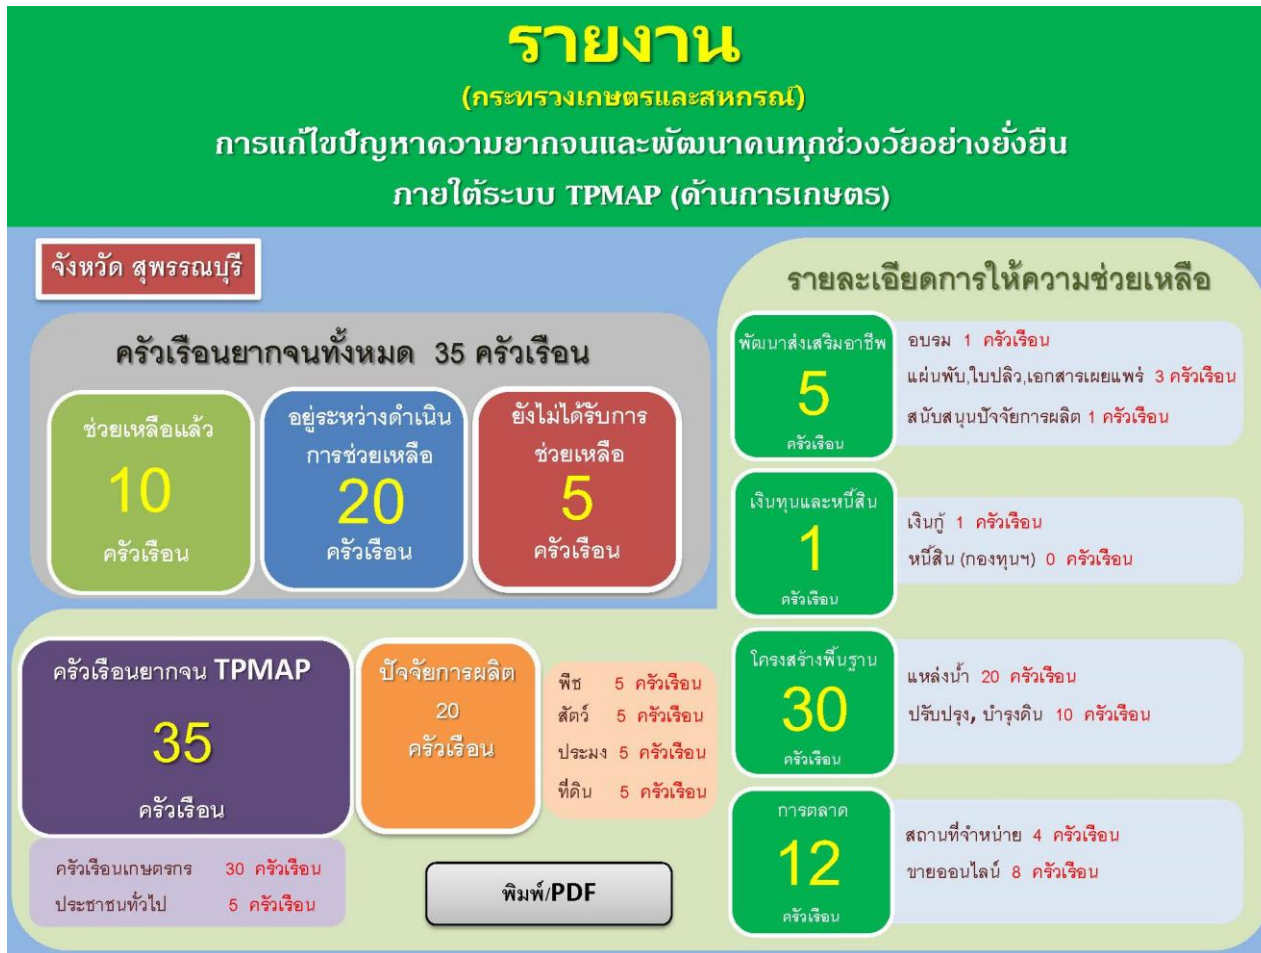 รายงาน
(กระทรวงเกษตรและสหกรณ์)
การแก้ไขปัญหาความยากจนและพัฒนาคนทุกช่วงวัยอย่างยั่งยืน
ภายใต้ระบบ TPMAP (ด้านการเกษตร)
จังหวัด สุพรรณบุรี
ครัวเรือนยากจนทั้งหมด 35 ครัวเรือน
ช่วยเหลือแล้ว
10
ครัวเรือน
อยู่ระหว่างดำเนิน
การช่วยเหลือ
20
ครัวเรือน
ยังไม่ได้รับการ
ช่วยเหลือ
5
ครัวเรือน
ครัวเรือนยากจน TPMAP
35
ครัวเรือน
ครัวเรือนเกษตรกร 30 ครัวเรือน
ประชาชนทั่วไป 5 ครัวเรือน
ปัจจัยการผลิต
20
ครัวเรือน
พืช 5 ครัวเรือน
สัตว์ 5 ครัวเรือน
ประมง 5 ครัวเรือน
ที่ดิน 5 ครัวเรือน
พิมพ์/PDF
รายละเอียดการให้ความช่วยเหลือ
พัฒนาส่งเสริมอาชีพ
5
ครัวเรือน
อบรม 1 ครัวเรือน
แผ่นพับ,ใบปลิว,เอกสารเผยแพร่ 3 ครัวเรือน
สนับสนุนปัจจัยการผลิต 1 ครัวเรือน
เงินทุนและหนี้สิน
1
ครัวเรือน
เงินกู้ 1 ครัวเรือน
หนี้สิน (กองทุนฯ) 0 ครัวเรือน
โครงสร้างพื้นฐาน
30
ครัวเรือน
แหล่งน้ำ 20 ครัวเรือน
ปรับปรุง, บำรุงดิน 10 ครัวเรือน
การตลาด
12
ครัวเรือน
สถานที่จำหน่าย 4 ครัวเรือน
ขายออนไลน์ 8 ครัวเรือน